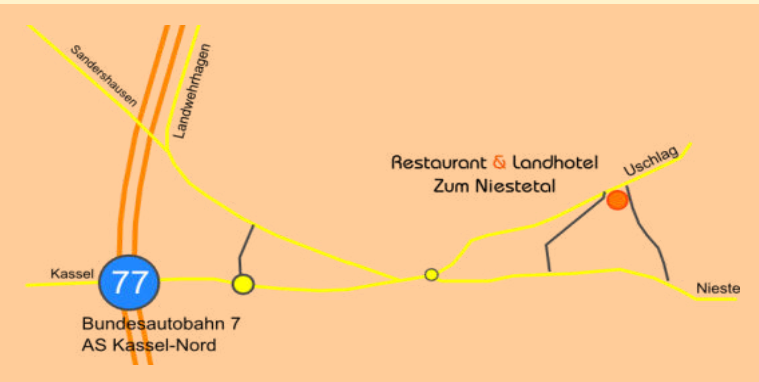 Sandershausen
Landwehrhagen
Restaurant & Landhotel
Zum Niestetal
Uschlag
Kassel
77
Nieste
Bundesautobahn 7
AS Kassel-Nord